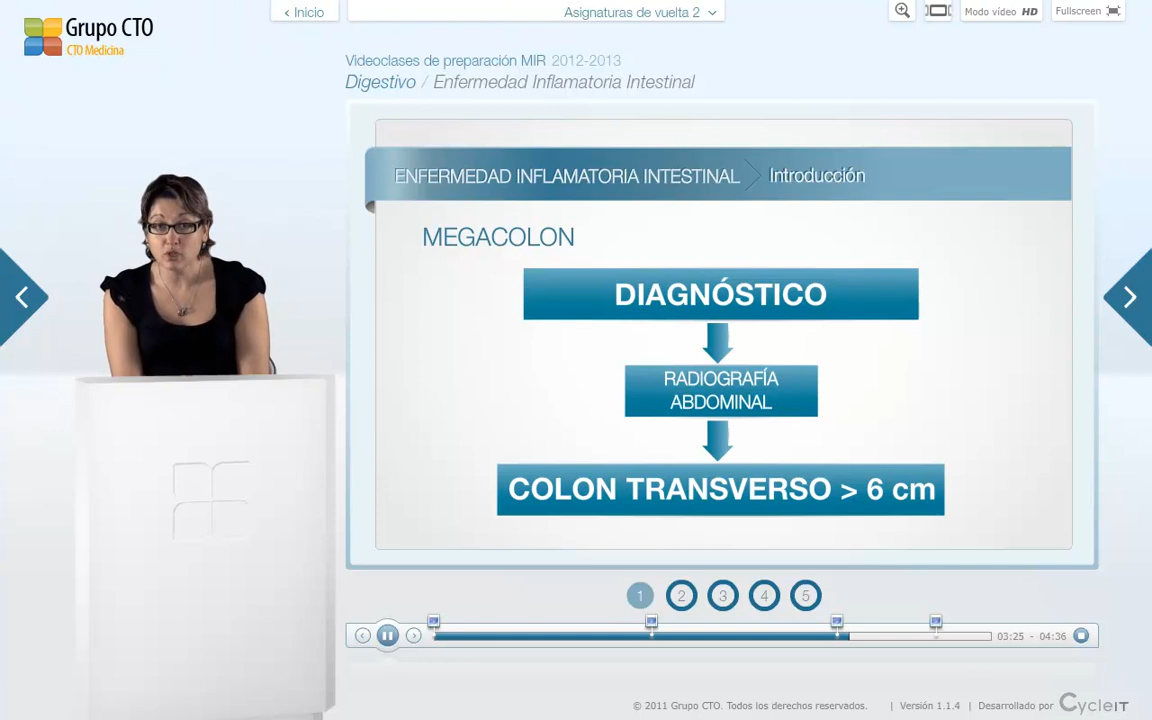 Grupo CTO
CTO Medicina
‹ Inicio
Asignaturas de vuelta 2
Modo vídeo HD
Fullscreen
Videoclases de preparación MIR 2012-2013
Digestivo / Enfermedad Inflamatoria Intestinal
ENFERMEDAD INFLAMATORIA INTESTINAL
Introducción
MEGACOLON
DIAGNÓSTICO
RADIOGRAFÍA
ABDOMINAL
COLON TRANSVERSO > 6 cm
1 2 3 4 5
03:25 - 04:36
© 2011 Grupo CTO. Todos los derechos reservados. | Versión 1.1.4 | Desarrollado por CycleIT